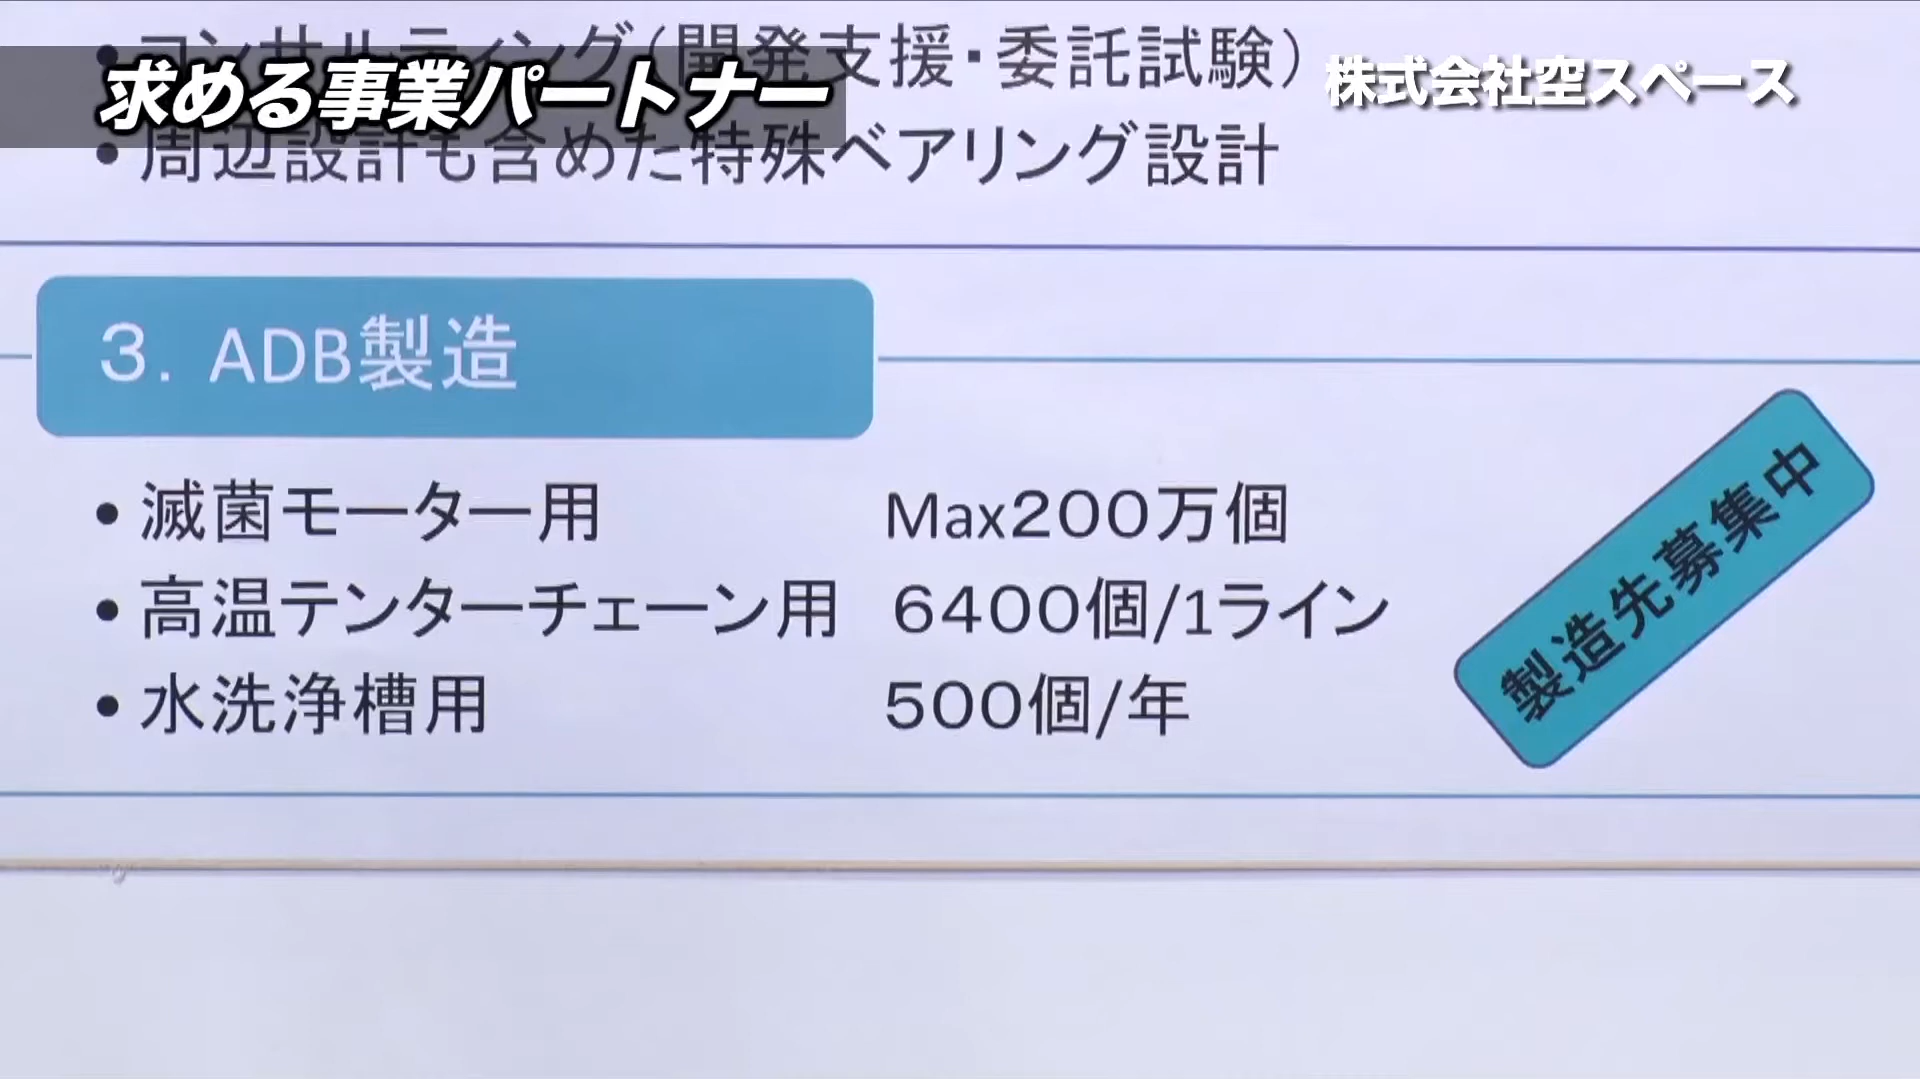 ・コンサルティング（開発支援・委託試験）
求める事業パートナー
株式会社空スペース
・周辺設計も含めた特殊ベアリング設計
3. ADB製造
・滅菌モーター用 Max200万個
・高温テンターチェーン用 6400個/1ライン
・水洗浄槽用 500個/年
製造先募集中